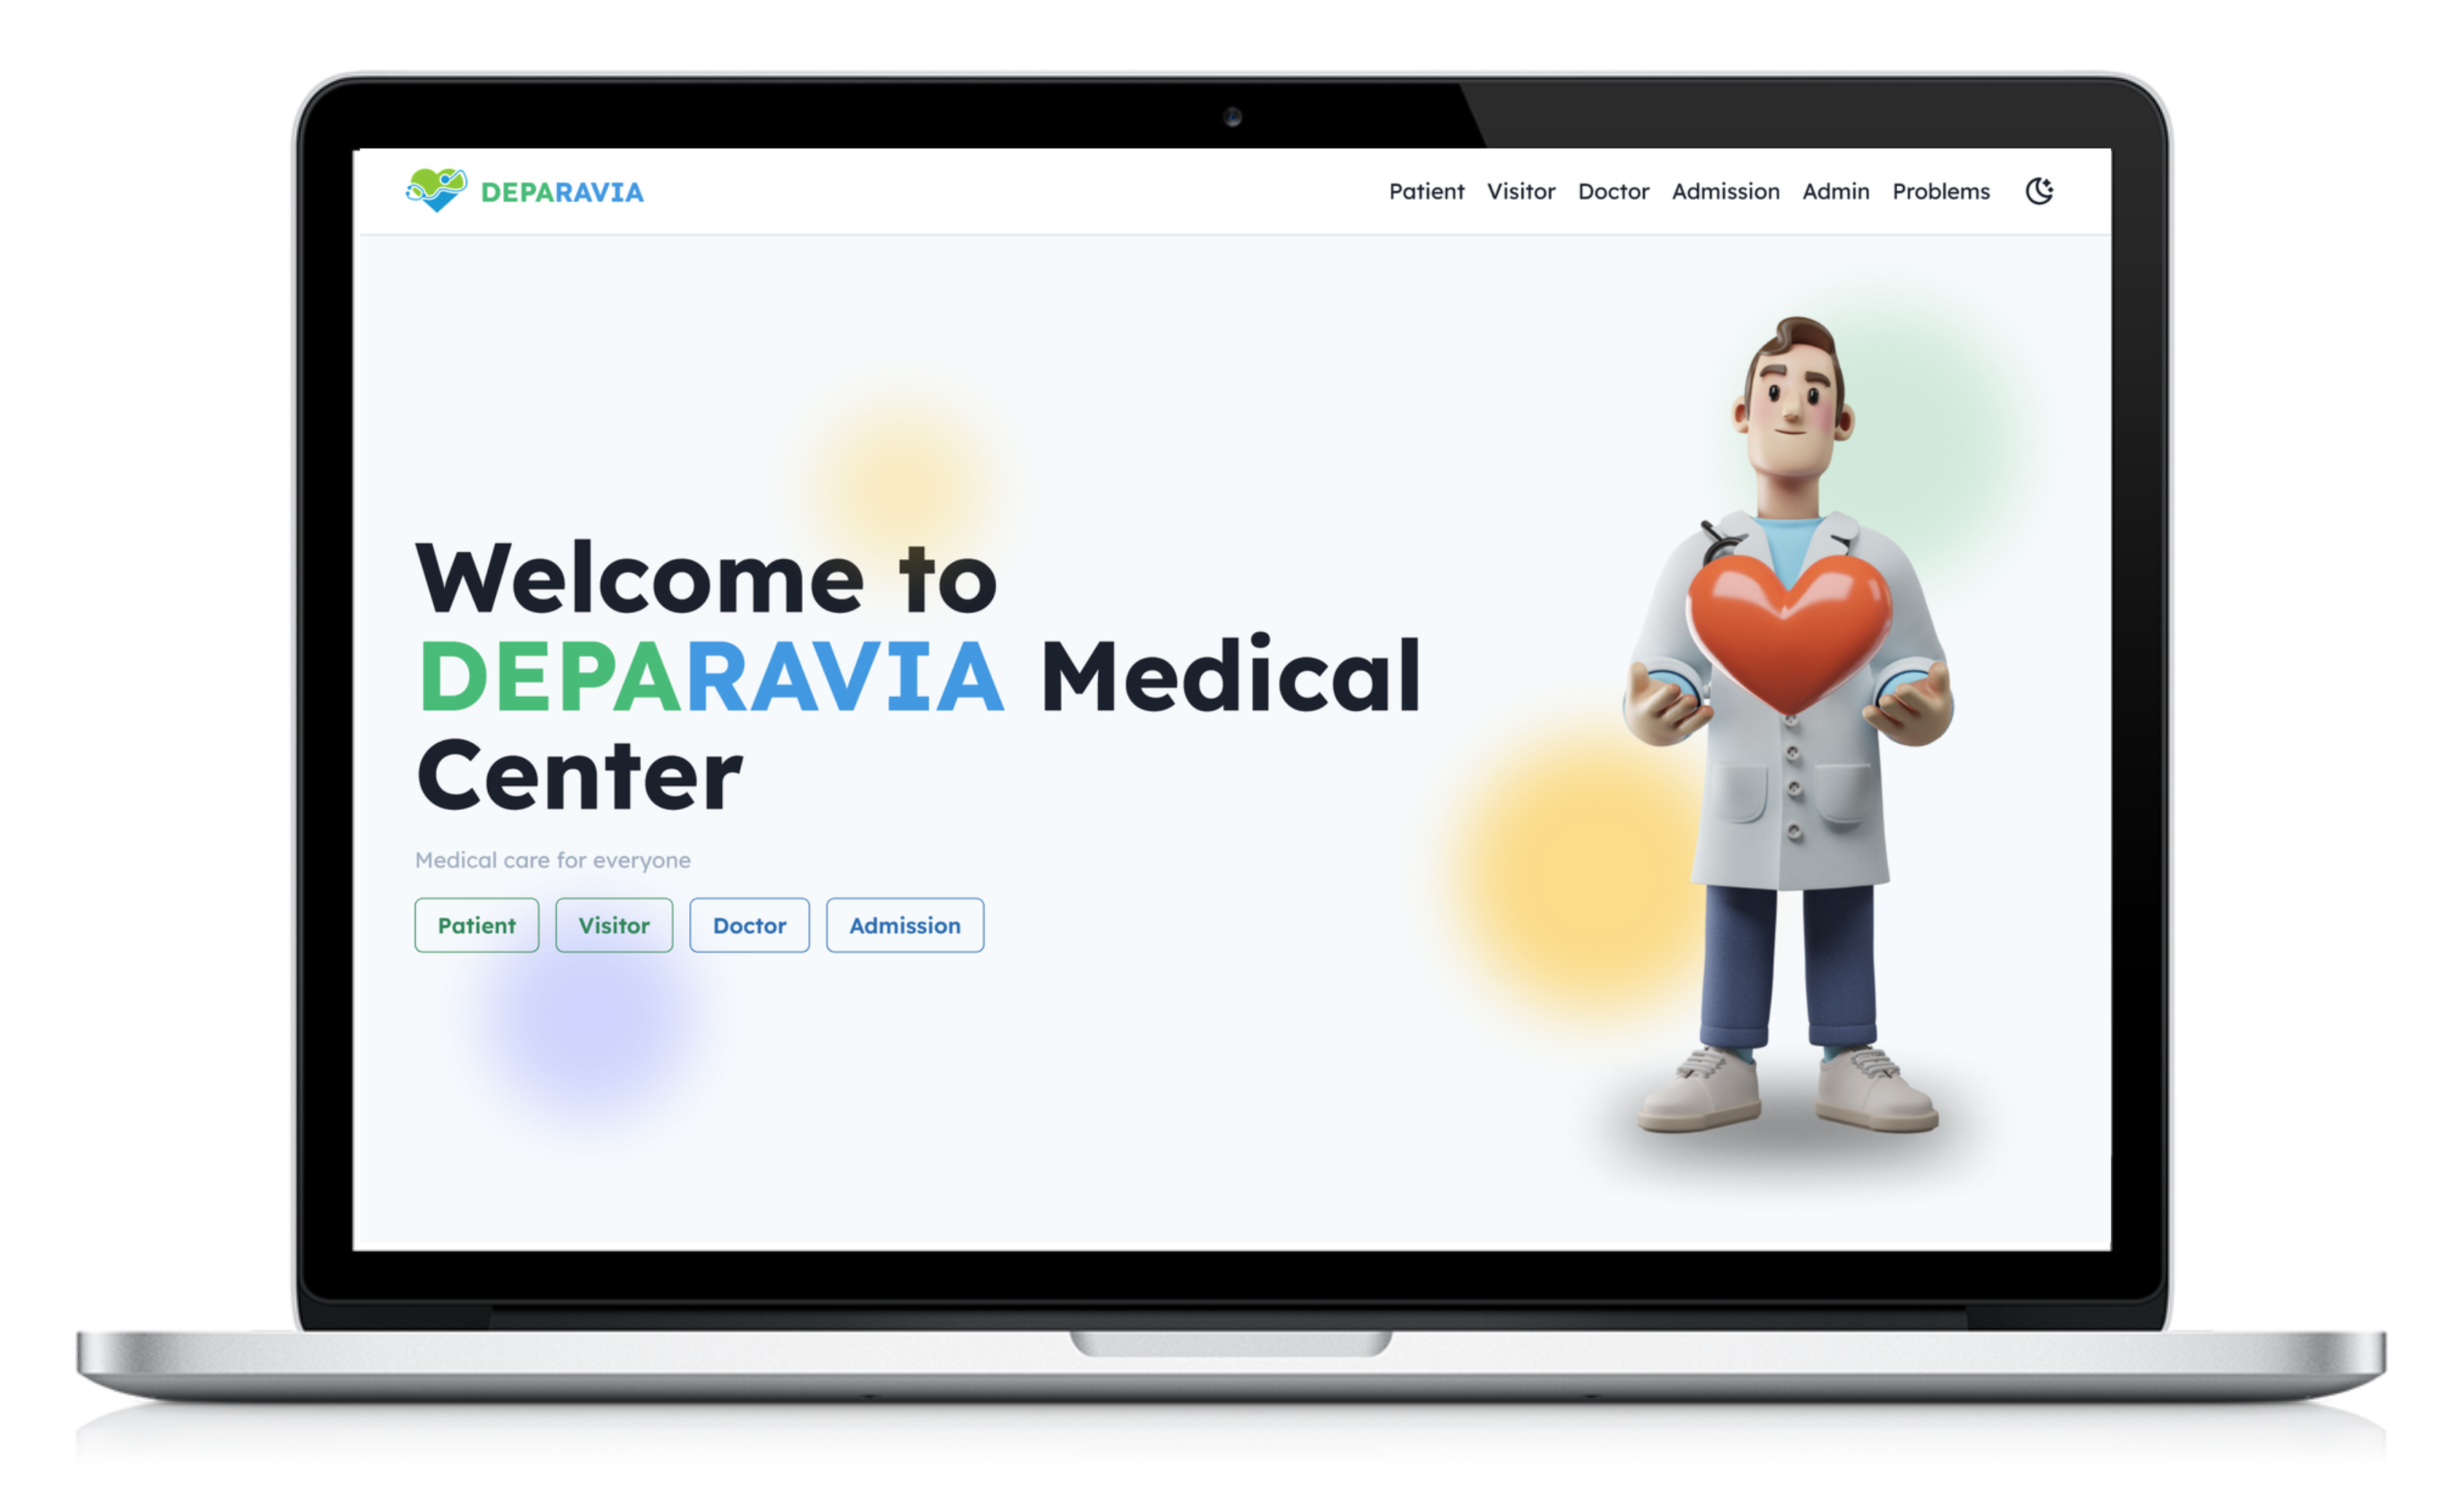 DEPARAVIA
Patient Visitor Doctor Admission Admin Problems
Welcome to
DEPARAVIA Medical
Center
Medical care for everyone
Patient Visitor Doctor Admission